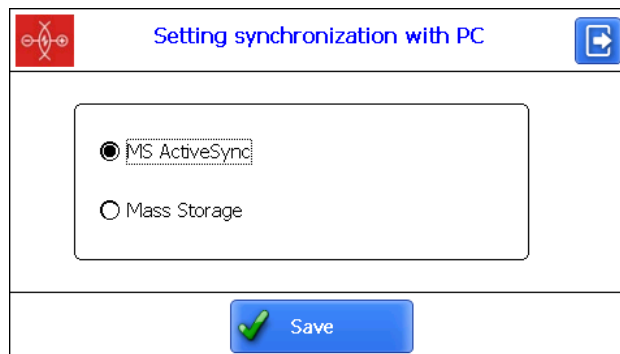 Setting synchronization with PC
MS ActiveSync
Mass Storage
Save